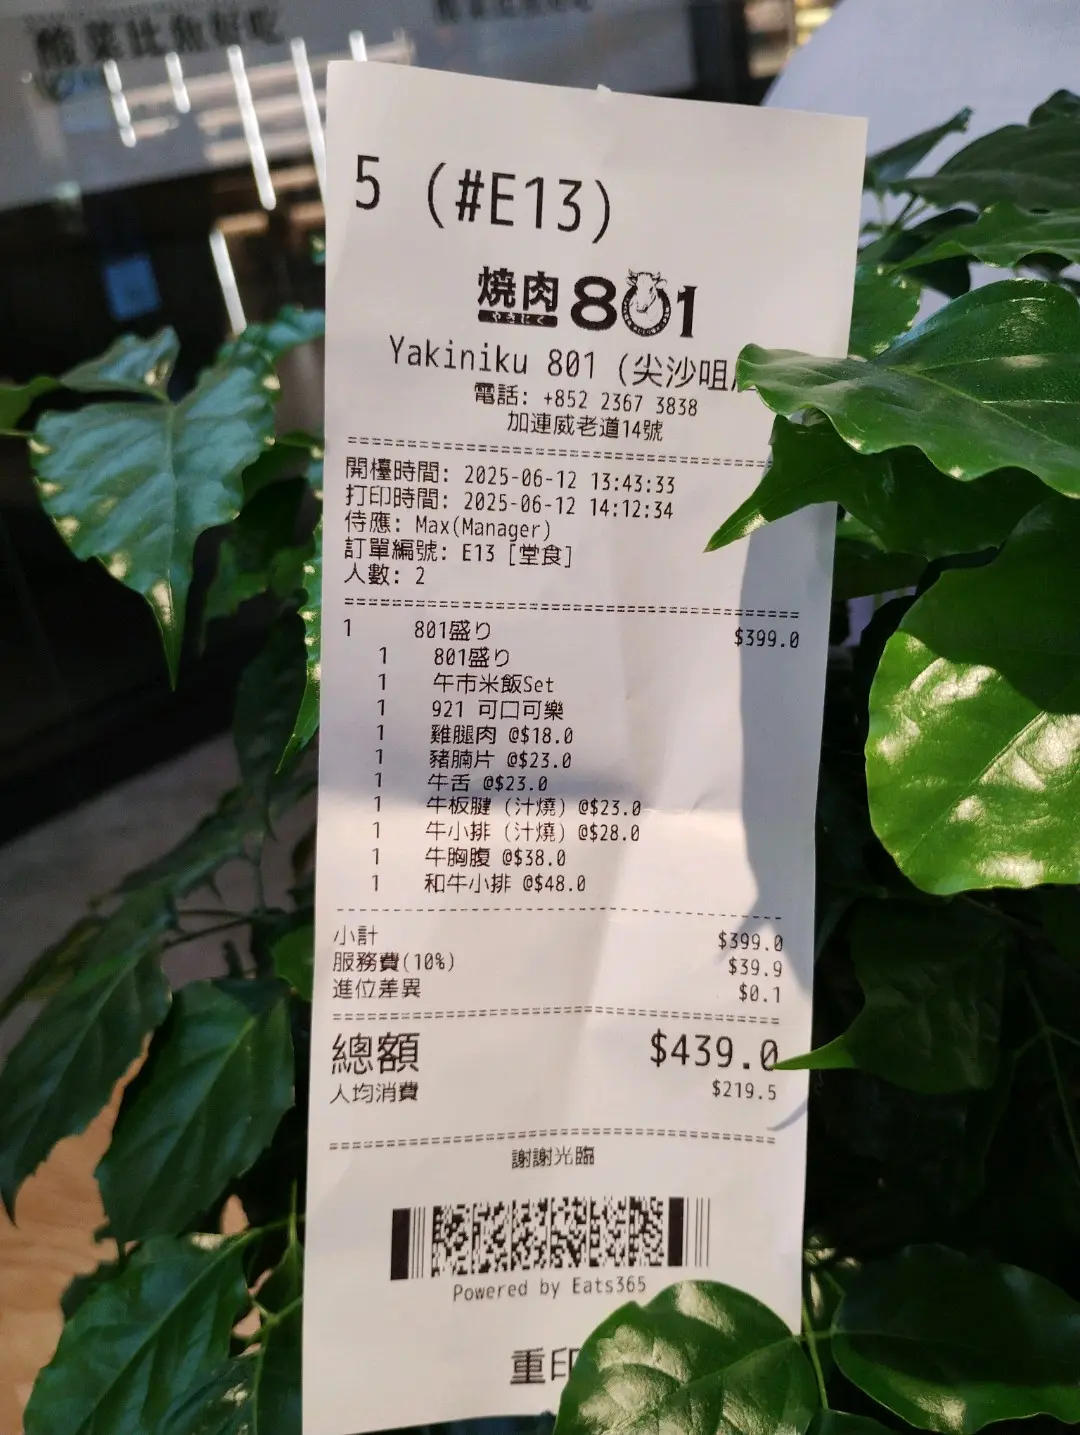 5 (#E13)
燒肉 801
やきにく
Yakiniku 801 (尖沙咀
電話: +852 2367 3838
加連威老道14號
開檯時間: 2025-06-12 13:43:33
打印時間: 2025-06-12 14:12:34
侍應: Max(Manager)
訂單編號: E13 [堂食]
人數: 2
1 801盛り $399.0
1 801盛り
1 午市米飯Set
1 921 可口可樂
1 雞腿肉 @$18.0
1 豬腩片 @$23.0
1 牛舌 @$23.0
1 牛板腱 (汁燒) @$23.0
1 牛小排 (汁燒) @$28.0
1 牛胸腹 @$38.0
1 和牛小排 @$48.0
小計 $399.0
服務費(10%) $39.9
進位差異 $0.1
總額 $439.0
人均消費 $219.5
謝謝光臨
Powered by Eats365
重印